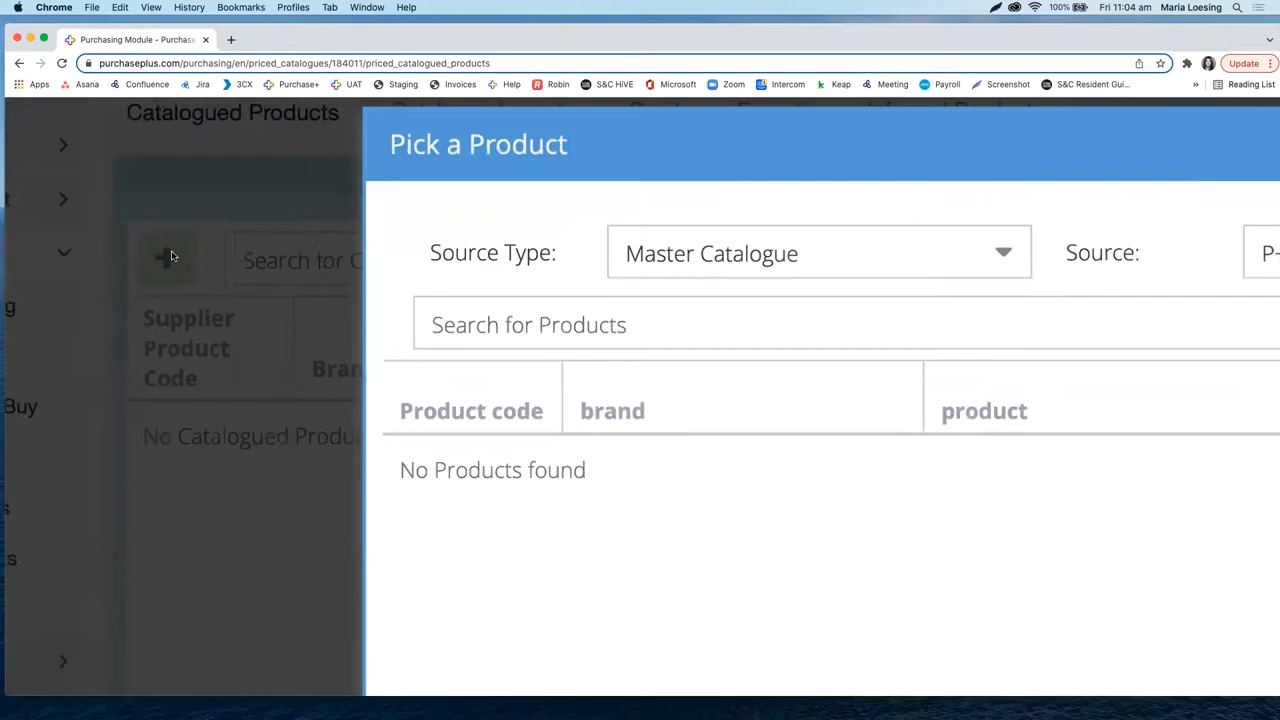 Chrome File Edit View History Bookmarks Profiles Tab Window Help 100% Fri 11:04 am Maria Loesing
Purchasing Module - Purchase
purchaseplus.com/purchasing/en/priced_catalogues/184011/priced_catalogued_products Update
Apps Asana Confluence Jira 3CX Purchase+ UAT Staging Invoices Help Robin S&C HiVE Microsoft Zoom Intercom Keap Meeting Payroll Screenshot S&C Resident Gui... » Reading List
Catalogued Products
Pick a Product
Source Type: Master Catalogue Source: P+
Search for C
Search for Products
Supplier
Product
Code
Bran
Product code brand product
No Catalogued Produ
No Products found
g
Buy
s
s